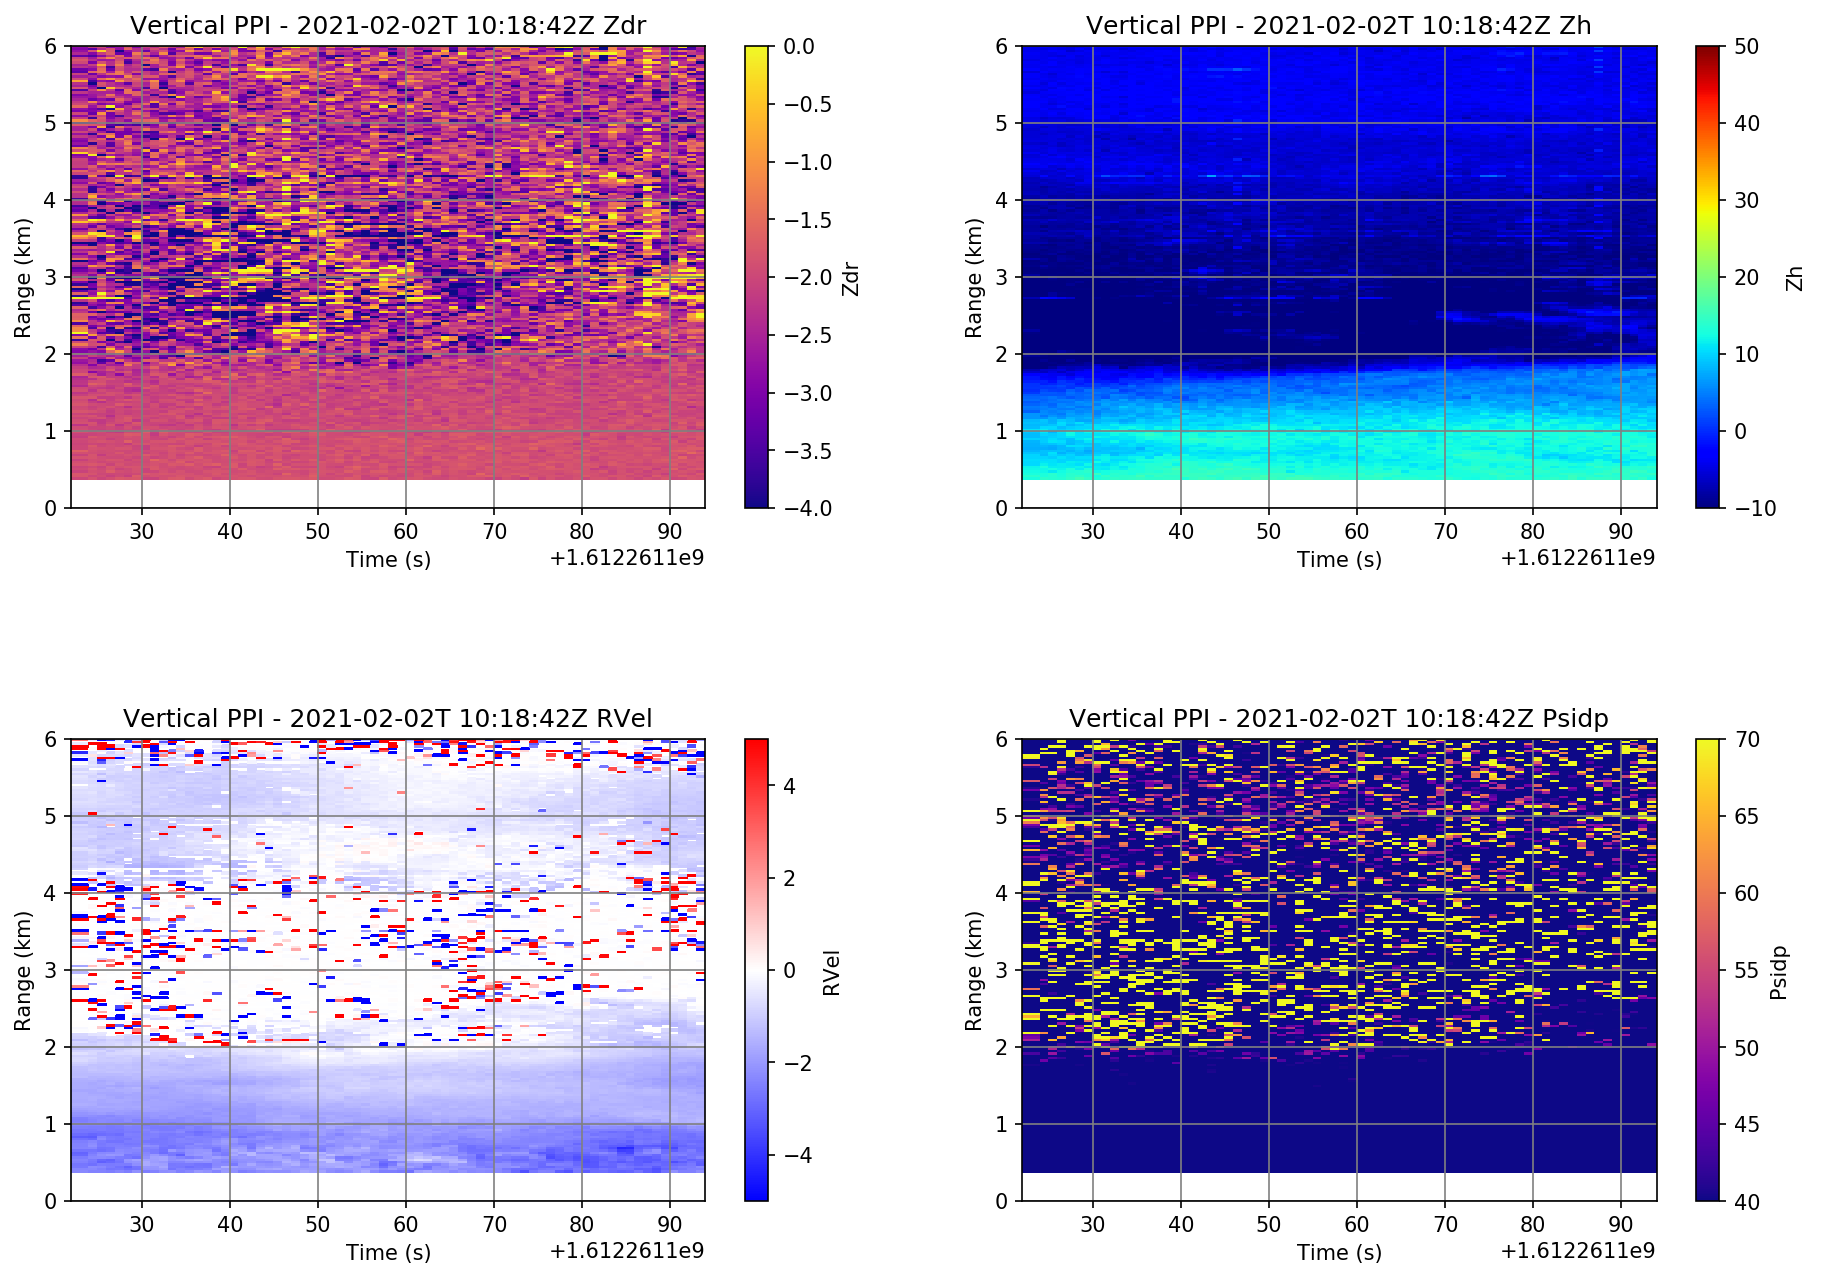 Vertical PPI - 2021-02-02T 10:18:42Z Zdr
6
5
4
3
2
1
0
Range (km)
30 40 50 60 70 80 90
Time (s)
+1.6122611e9
0.0
−0.5
−1.0
−1.5
−2.0
−2.5
−3.0
−3.5
−4.0
Zdr
Vertical PPI - 2021-02-02T 10:18:42Z Zh
6
5
4
3
2
1
0
Range (km)
30 40 50 60 70 80 90
Time (s)
+1.6122611e9
50
40
30
20
10
0
−10
Zh
Vertical PPI - 2021-02-02T 10:18:42Z RVel
6
5
4
3
2
1
0
Range (km)
30 40 50 60 70 80 90
Time (s)
+1.6122611e9
4
2
0
−2
−4
RVel
Vertical PPI - 2021-02-02T 10:18:42Z Psidp
6
5
4
3
2
1
0
Range (km)
30 40 50 60 70 80 90
Time (s)
+1.6122611e9
70
65
60
55
50
45
40
Psidp